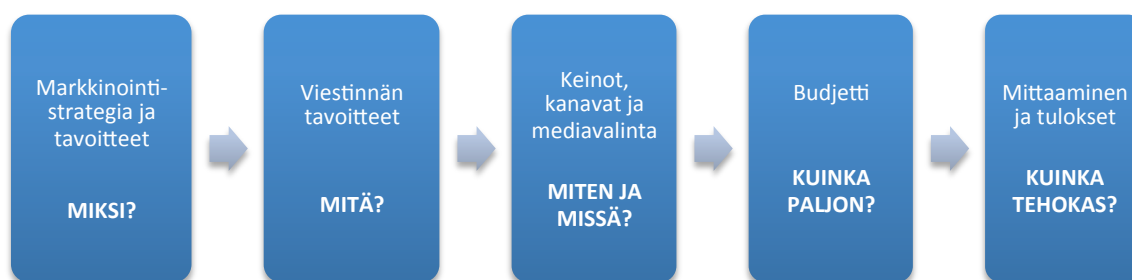 Markkinointi-
strategia ja
tavoitteet
MIKSI?
Viestinnän
tavoitteet
MITÄ?
Keinot,
kanavat ja
mediavalinta
MITEN JA
MISSÄ?
Budjetti
KUINKA
PALJON?
Mittaaminen
ja tulokset
KUINKA
TEHOKAS?